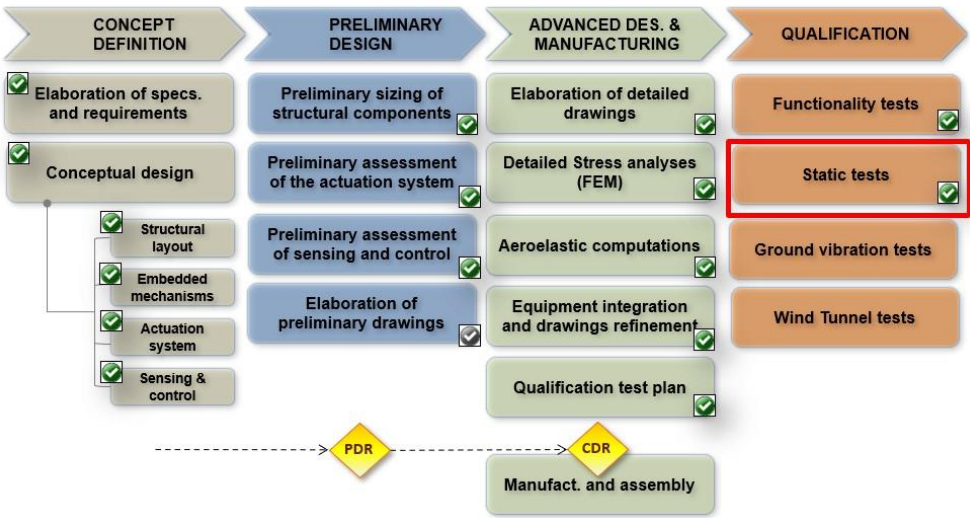 CONCEPT
DEFINITION
Elaboration of specs.
and requirements
Conceptual design
Structural
layout
Embedded
mechanisms
Actuation
system
Sensing &
control
PRELIMINARY
DESIGN
Preliminary sizing of
structural components
Preliminary assessment
of the actuation system
Preliminary assessment
of sensing and control
Elaboration of
preliminary drawings
ADVANCED DES. &
MANUFACTURING
Elaboration of detailed
drawings
Detailed Stress analyses
(FEM)
Aeroelastic computations
Equipment integration
and drawings refinement
Qualification test plan
Manufact. and assembly
QUALIFICATION
Functionality tests
Static tests
Ground vibration tests
Wind Tunnel tests
PDR
CDR